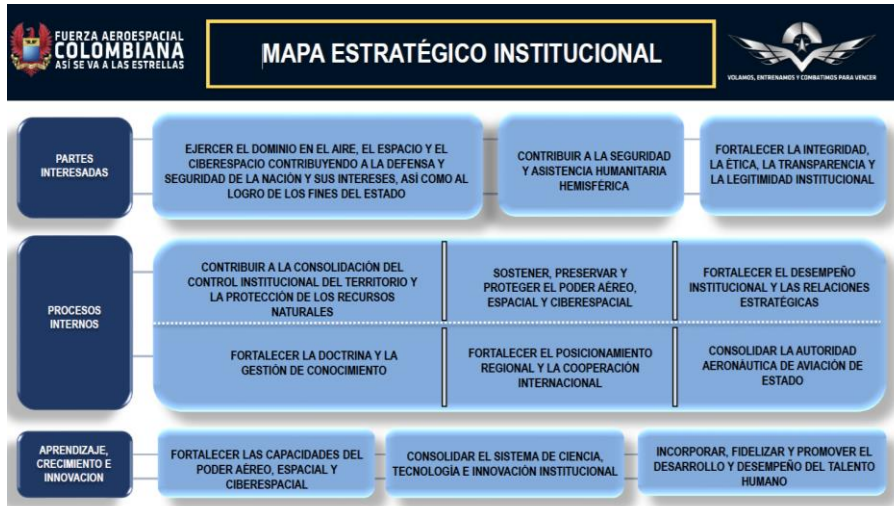 FUERZA AEROESPACIAL
COLOMBIANA
ASÍ SE VA A LAS ESTRELLAS
MAPA ESTRATÉGICO INSTITUCIONAL
VOLAMOS, ENTRENAMOS Y COMBATIMOS PARA VENCER
PARTES
INTERESADAS
EJERCER EL DOMINIO EN EL AIRE, EL ESPACIO Y EL
CIBERESPACIO CONTRIBUYENDO A LA DEFENSA Y
SEGURIDAD DE LA NACIÓN Y SUS INTERESES, ASÍ COMO AL
LOGRO DE LOS FINES DEL ESTADO
CONTRIBUIR A LA SEGURIDAD
Y ASISTENCIA HUMANITARIA
HEMISFÉRICA
FORTALECER LA INTEGRIDAD,
LA ÉTICA, LA TRANSPARENCIA Y
LA LEGITIMIDAD INSTITUCIONAL
PROCESOS
INTERNOS
CONTRIBUIR A LA CONSOLIDACIÓN DEL
CONTROL INSTITUCIONAL DEL TERRITORIO Y
LA PROTECCIÓN DE LOS RECURSOS
NATURALES
SOSTENER, PRESERVAR Y
PROTEGER EL PODER AÉREO,
ESPACIAL Y CIBERESPACIAL
FORTALECER EL DESEMPEÑO
INSTITUCIONAL Y LAS RELACIONES
ESTRATÉGICAS
FORTALECER LA DOCTRINA Y LA
GESTIÓN DE CONOCIMIENTO
FORTALECER EL POSICIONAMIENTO
REGIONAL Y LA COOPERACIÓN
INTERNACIONAL
CONSOLIDAR LA AUTORIDAD
AERONÁUTICA DE AVIACIÓN DE
ESTADO
APRENDIZAJE,
CRECIMIENTO E
INNOVACION
FORTALECER LAS CAPACIDADES DEL
PODER AÉREO, ESPACIAL Y
CIBERESPACIAL
CONSOLIDAR EL SISTEMA DE CIENCIA,
TECNOLOGÍA E INNOVACIÓN INSTITUCIONAL
INCORPORAR, FIDELIZAR Y PROMOVER EL
DESARROLLO Y DESEMPEÑO DEL TALENTO
HUMANO